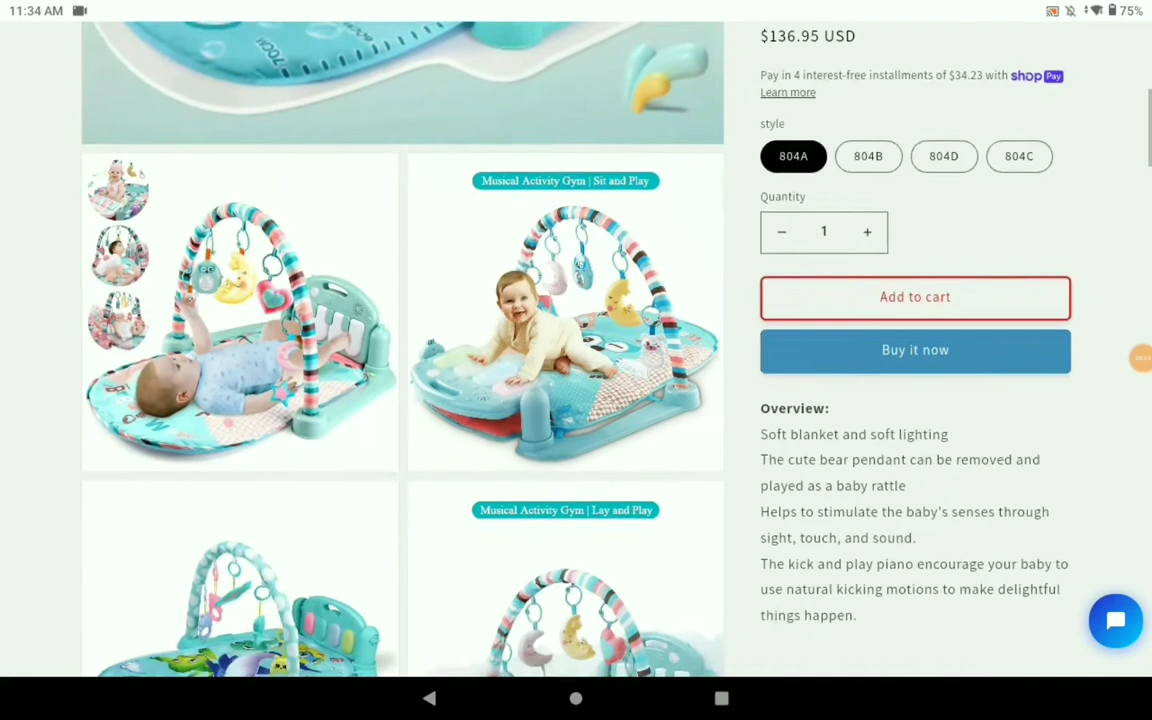 11:34 AM
75%
70CM
$136.95 USD
Pay in 4 interest-free installments of $34.23 with shop Pay
Learn more
style
804A
804B
804D
804C
Quantity
− 1 +
Add to cart
Buy it now
Musical Activity Gym | Sit and Play
Musical Activity Gym | Lay and Play
Overview:
Soft blanket and soft lighting
The cute bear pendant can be removed and
played as a baby rattle
Helps to stimulate the baby's senses through
sight, touch, and sound.
The kick and play piano encourage your baby to
use natural kicking motions to make delightful
things happen.